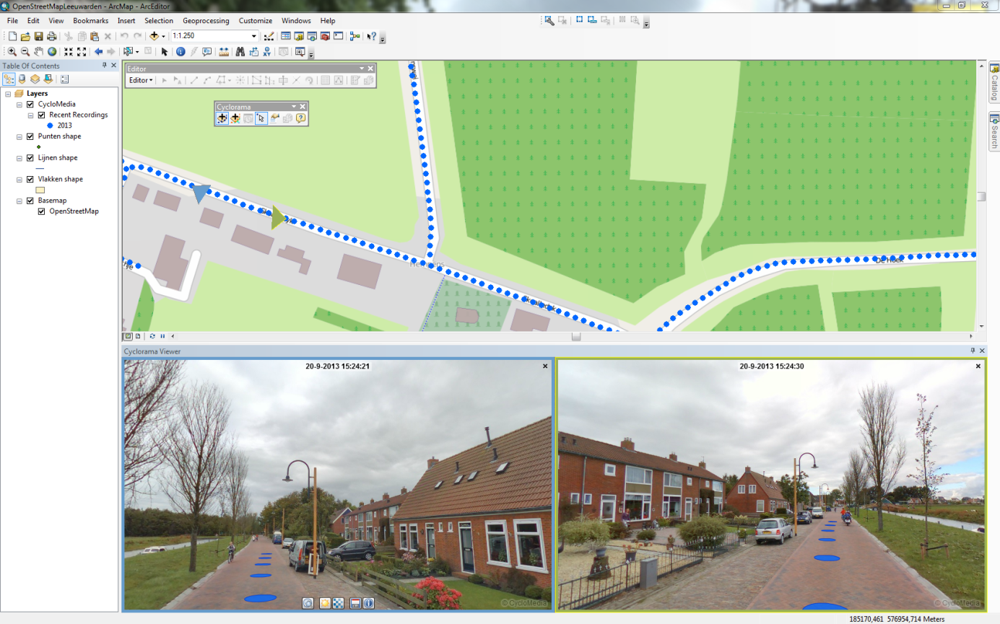 OpenStreetMapLeeuwarden - ArcMap - ArcEditor
File Edit View Bookmarks Insert Selection Geoprocessing Customize Windows Help
1:1.250
Table Of Contents
Layers
CycloMedia
Recent Recordings
2013
Punten shape
Lijnen shape
Vlakken shape
Basemap
OpenStreetMap
Editor
Editor
Cyclorama
De Hoek
Catalog
Search
Cyclorama Viewer
20-9-2013 15:24:21
20-9-2013 15:24:30
© CycloMedia
© CycloMedia
185170,461 576954,714 Meters